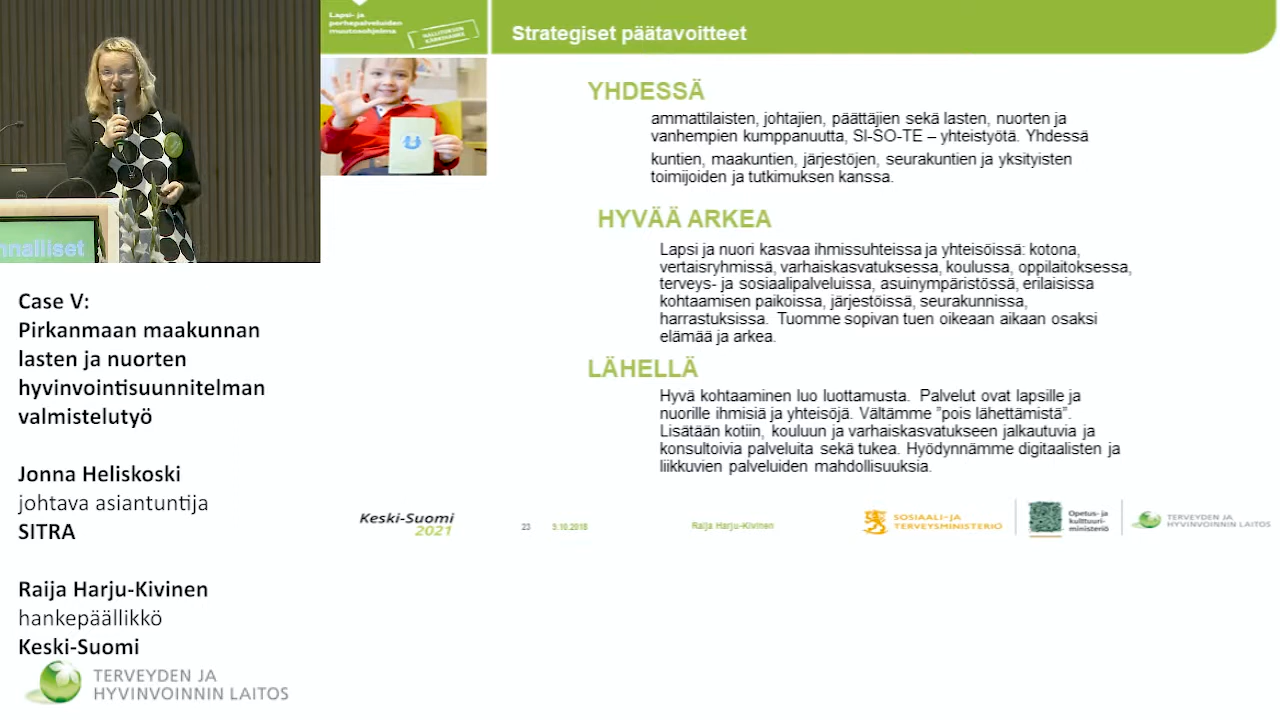 Lapsi- ja
perhepalveluiden
muutosohjelma
HALLITUKSEN
KÄRKIHANKE
Strategiset päätavoitteet
YHDESSÄ
ammattilaisten, johtajien, päättäjien sekä lasten, nuorten ja
vanhempien kumppanuutta, SI-SO-TE – yhteistyötä. Yhdessä
kuntien, maakuntien, järjestöjen, seurakuntien ja yksityisten
toimijoiden ja tutkimuksen kanssa.
HYVÄÄ ARKEA
Lapsi ja nuori kasvaa ihmissuhteissa ja yhteisöissä: kotona,
vertaisryhmissä, varhaiskasvatuksessa, koulussa, oppilaitoksessa,
terveys- ja sosiaalipalveluissa, asuinympäristössä, erilaisissa
kohtaamisen paikoissa, järjestöissä, seurakunnissa,
harrastuksissa. Tuomme sopivan tuen oikeaan aikaan osaksi
elämää ja arkea.
LÄHELLÄ
Hyvä kohtaaminen luo luottamusta. Palvelut ovat lapsille ja
nuorille ihmisiä ja yhteisöjä. Vältämme ”pois lähettämistä”.
Lisätään kotiin, kouluun ja varhaiskasvatukseen jalkautuvia ja
konsultoivia palveluita sekä tukea. Hyödynnämme digitaalisten ja
liikkuvien palveluiden mahdollisuuksia.
Keski-Suomi
2021
23
5.10.2018
Raija Harju-Kivinen
SOSIAALI- JA
TERVEYSMINISTERIÖ
Opetus- ja
kulttuuri-
ministeriö
TERVEYDEN JA
HYVINVOINNIN LAITOS
nnalliset
Case V:
Pirkanmaan maakunnan
lasten ja nuorten
hyvinvointisuunnitelman
valmistelutyö
Jonna Heliskoski
johtava asiantuntija
SITRA
Raija Harju-Kivinen
hankepäällikkö
Keski-Suomi
TERVEYDEN JA
HYVINVOINNIN LAITOS